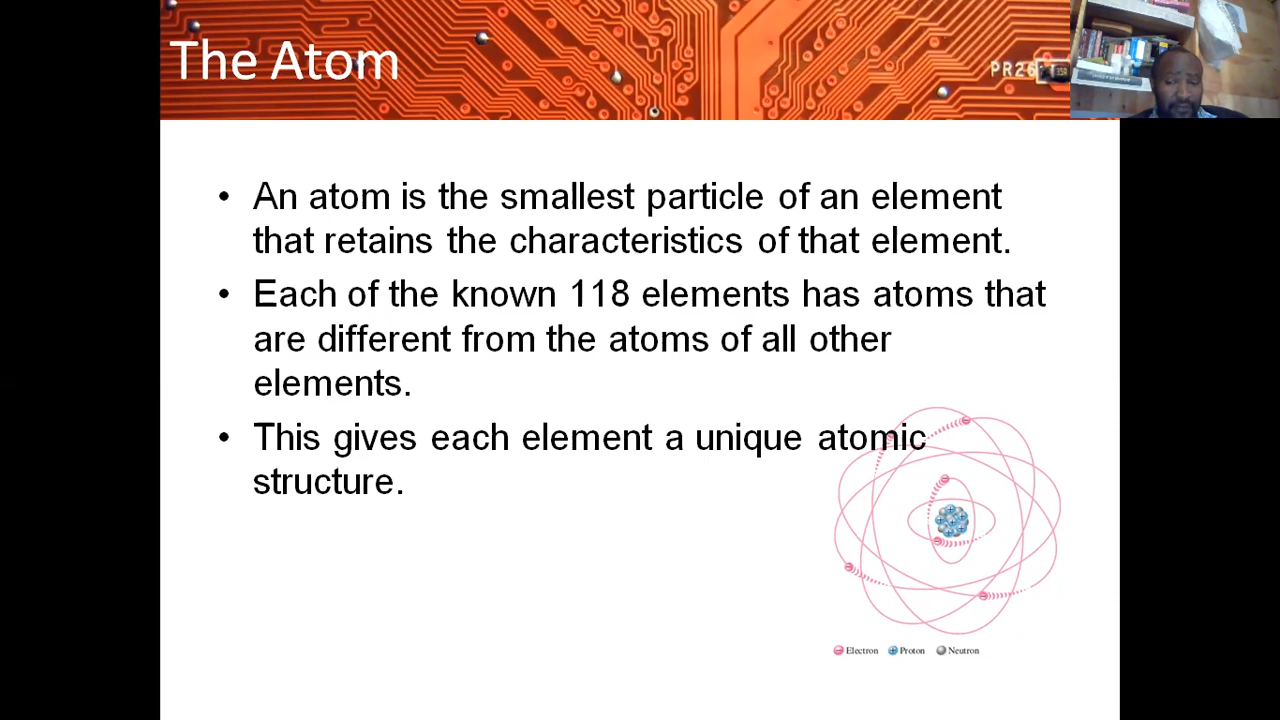 The Atom
PR26
• An atom is the smallest particle of an element
that retains the characteristics of that element.
• Each of the known 118 elements has atoms that
are different from the atoms of all other
elements.
• This gives each element a unique atomic
structure.
Electron Proton Neutron